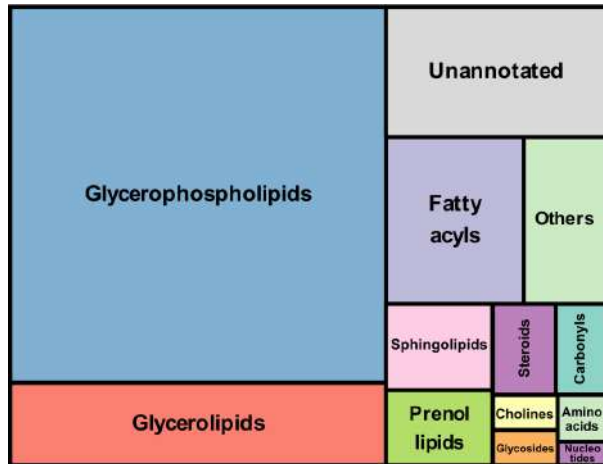 Glycerophospholipids
Unannotated
Fatty
acyls
Others
Sphingolipids
Steroids
Carbonyls
Glycerolipids
Prenol
lipids
Cholines
Amino
acids
Glycosides
Nucleo
tides